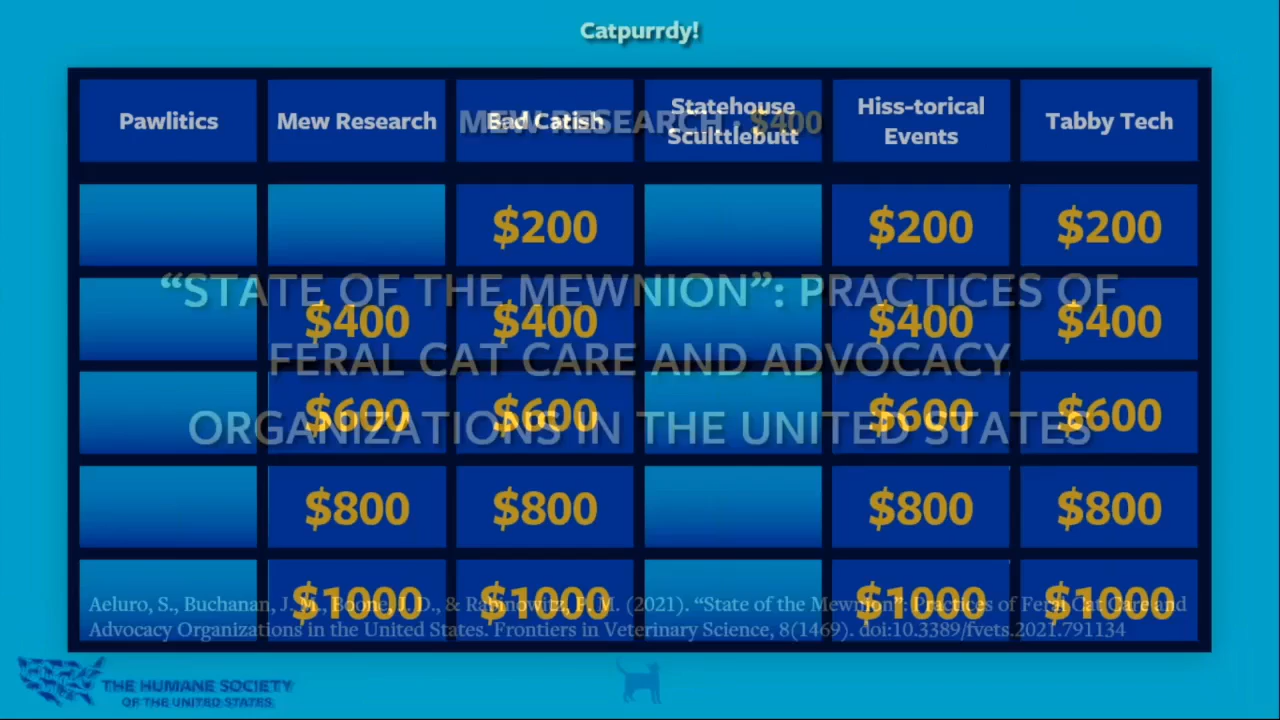 Catpurrdy!
Pawlitics Mew Research Bad Catish Statehouse Scuittlebutt Hiss-torical Events Tabby Tech
MEW RESEARCH · $400
$200 $200 $200
“STATE OF THE MEWNION”: PRACTICES OF
$400 $400 $400 $400
FERAL CAT CARE AND ADVOCACY
$600 $600 $600 $600
ORGANIZATIONS IN THE UNITED STATES
$800 $800 $800 $800
$1000 $1000 $1000 $1000
Aeluro, S., Buchanan, J. M., Boone, J. D., & Rabinowitz, P. M. (2021). “State of the Mewnion”: Practices of Feral Cat Care and
Advocacy Organizations in the United States. Frontiers in Veterinary Science, 8(1469). doi:10.3389/fvets.2021.791134
THE HUMANE SOCIETY
OF THE UNITED STATES